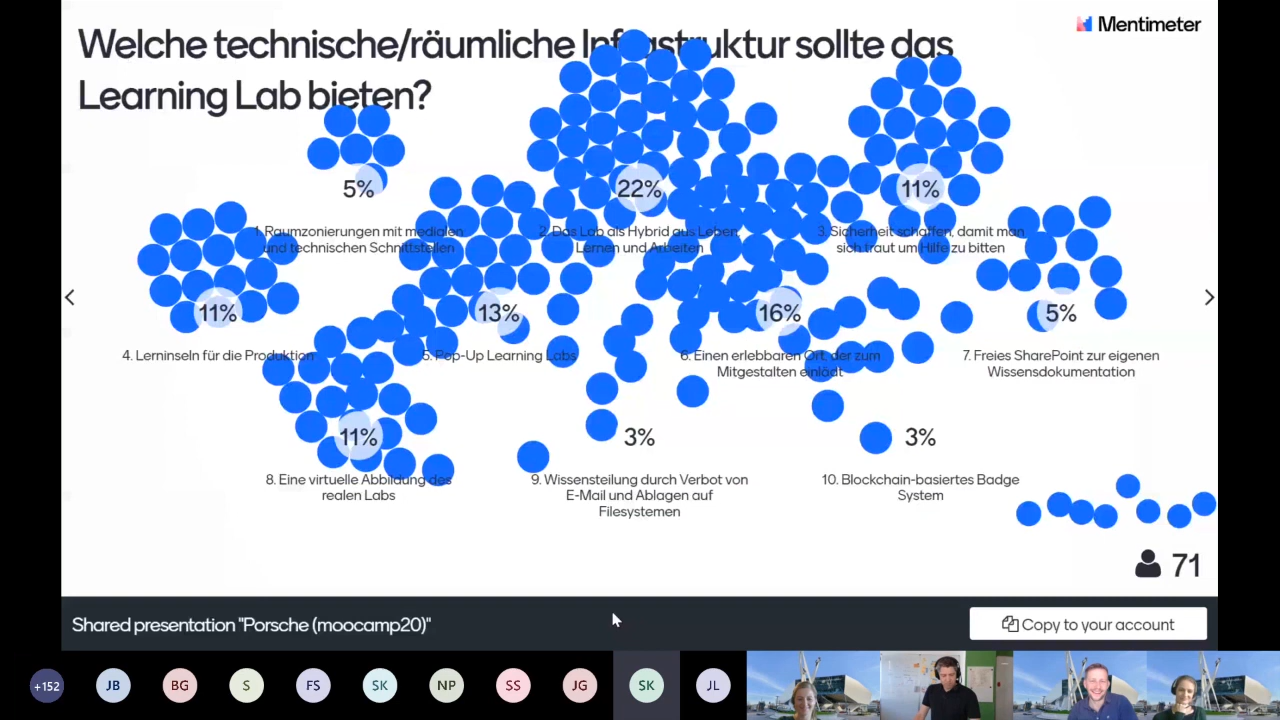 Welche technische/räumliche Infrastruktur sollte das
Learning Lab bieten?
Mentimeter
5%
22%
11%
1. Raumzonierungen mit medialen
und technischen Schnittstellen
2. Das Lab als Hybrid aus Leben,
Lernen und Arbeiten
3. Sicherheit schaffen, damit man
sich traut um Hilfe zu bitten
11%
13%
16%
5%
4. Lerninseln für die Produktion
5. Pop-Up Learning Labs
6. Einen erlebbaren Ort, der zum
Mitgestalten einlädt
7. Freies SharePoint zur eigenen
Wissensdokumentation
11%
3%
3%
8. Eine virtuelle Abbildung des
realen Labs
9. Wissensteilung durch Verbot von
E-Mail und Ablagen auf
Filesystemen
10. Blockchain-basiertes Badge
System
71
Shared presentation "Porsche (moocamp20)"
Copy to your account
+152
JB
BG
S
FS
SK
NP
SS
JG
SK
JL